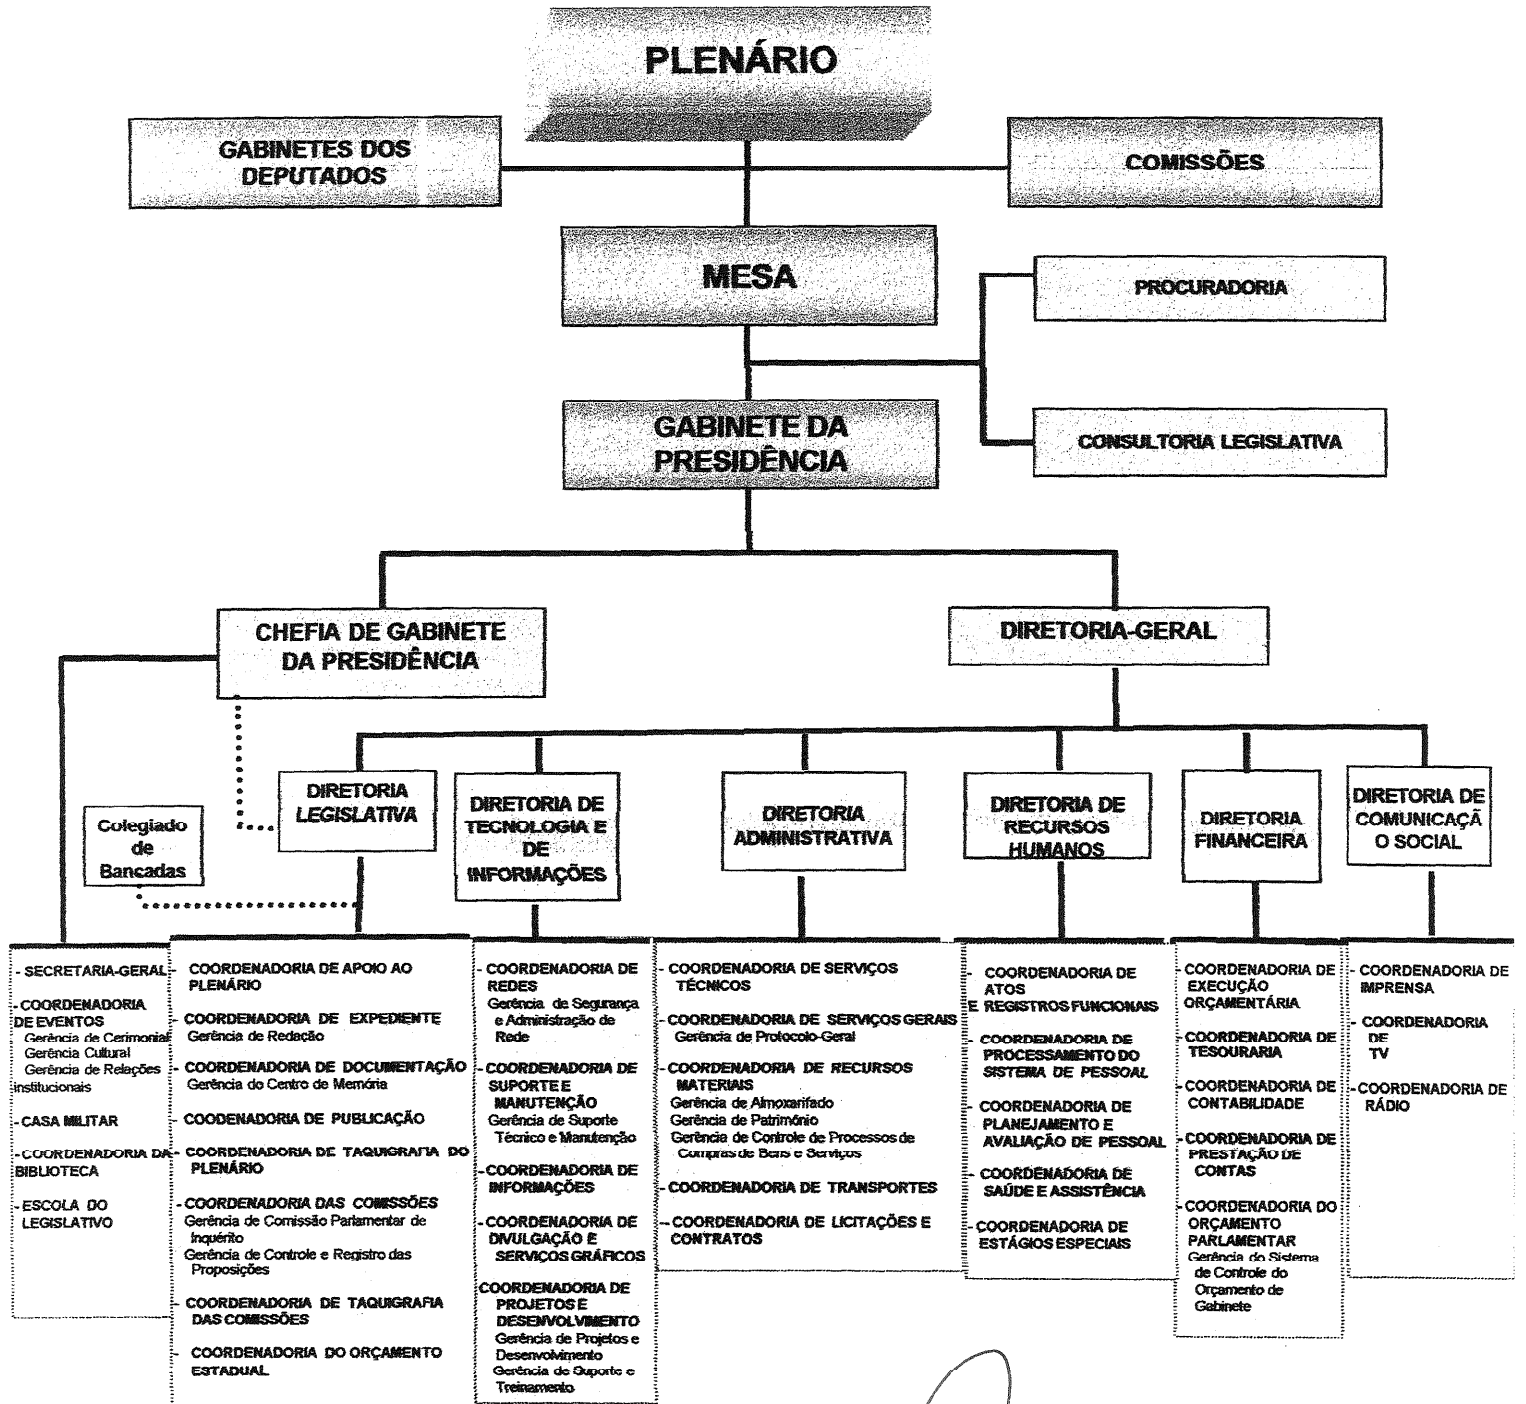 PLENÁRIO
GABINETES DOS
DEPUTADOS
COMISSÕES
MESA
PROCURADORIA
GABINETE DA
PRESIDÊNCIA
CONSULTORIA LEGISLATIVA
CHEFIA DE GABINETE
DA PRESIDÊNCIA
DIRETORIA-GERAL
Colegiado
de
Bancadas
DIRETORIA
LEGISLATIVA
DIRETORIA DE
TECNOLOGIA E
DE
INFORMAÇÕES
DIRETORIA
ADMINISTRATIVA
DIRETORIA DE
RECURSOS
HUMANOS
DIRETORIA
FINANCEIRA
DIRETORIA DE
COMUNICAÇÃ
O SOCIAL
- SECRETARIA-GERAL
- COORDENADORIA
DE EVENTOS
Gerência de Cerimonial
Gerência Cultural
Gerência de Relações
institucionais
- CASA MILITAR
- COORDENADORIA DA
BIBLIOTECA
- ESCOLA DO
LEGISLATIVO
- COORDENADORIA DE APOIO AO
PLENÁRIO
- COORDENADORIA DE EXPEDIENTE
Gerência de Redação
- COORDENADORIA DE DOCUMENTAÇÃO
Gerência do Centro de Memória
- COODENADORIA DE PUBLICAÇÃO
- COORDENADORIA DE TAQUIGRAFIA DO
PLENÁRIO
- COORDENADORIA DAS COMISSÕES
Gerência de Comissão Parlamentar de
Inquérito
Gerência de Controle e Registro das
Proposições
- COORDENADORIA DE TAQUIGRAFIA
DAS COMISSÕES
- COORDENADORIA DO ORÇAMENTO
ESTADUAL
- COORDENADORIA DE
REDES
Gerência de Segurança
e Administração de
Rede
- COORDENADORIA DE
SUPORTE E
MANUTENÇÃO
Gerência de Suporte
Técnico e Manutenção
- COORDENADORIA DE
INFORMAÇÕES
- COORDENADORIA DE
DIVULGAÇÃO E
SERVIÇOS GRÁFICOS
COORDENADORIA DE
PROJETOS E
DESENVOLVIMENTO
Gerência de Projetos e
Desenvolvimento
Gerência de Suporte e
Treinamento
- COORDENADORIA DE SERVIÇOS
TÉCNICOS
- COORDENADORIA DE SERVIÇOS GERAIS
Gerência de Protocolo-Geral
- COORDENADORIA DE RECURSOS
MATERIAIS
Gerência de Almoxarifado
Gerência de Patrimônio
Gerência de Controle de Processos de
Compras de Bens e Serviços
- COORDENADORIA DE TRANSPORTES
- COORDENADORIA DE LICITAÇÕES E
CONTRATOS
- COORDENADORIA DE
ATOS
E REGISTROS FUNCIONAIS
- COORDENADORIA DE
PROCESSAMENTO DO
SISTEMA DE PESSOAL
- COORDENADORIA DE
PLANEJAMENTO E
AVALIAÇÃO DE PESSOAL
- COORDENADORIA DE
SAÚDE E ASSISTÊNCIA
- COORDENADORIA DE
ESTÁGIOS ESPECIAIS
- COORDENADORIA DE
EXECUÇÃO
ORÇAMENTÁRIA
- COORDENADORIA DE
TESOURARIA
- COORDENADORIA DE
CONTABILIDADE
- COORDENADORIA DE
PRESTAÇÃO DE
CONTAS
- COORDENADORIA DO
ORÇAMENTO
PARLAMENTAR
Gerência do Sistema
de Controle do
Orçamento de
Gabinete
- COORDENADORIA DE
IMPRENSA
- COORDENADORIA
DE
TV
- COORDENADORIA DE
RÁDIO